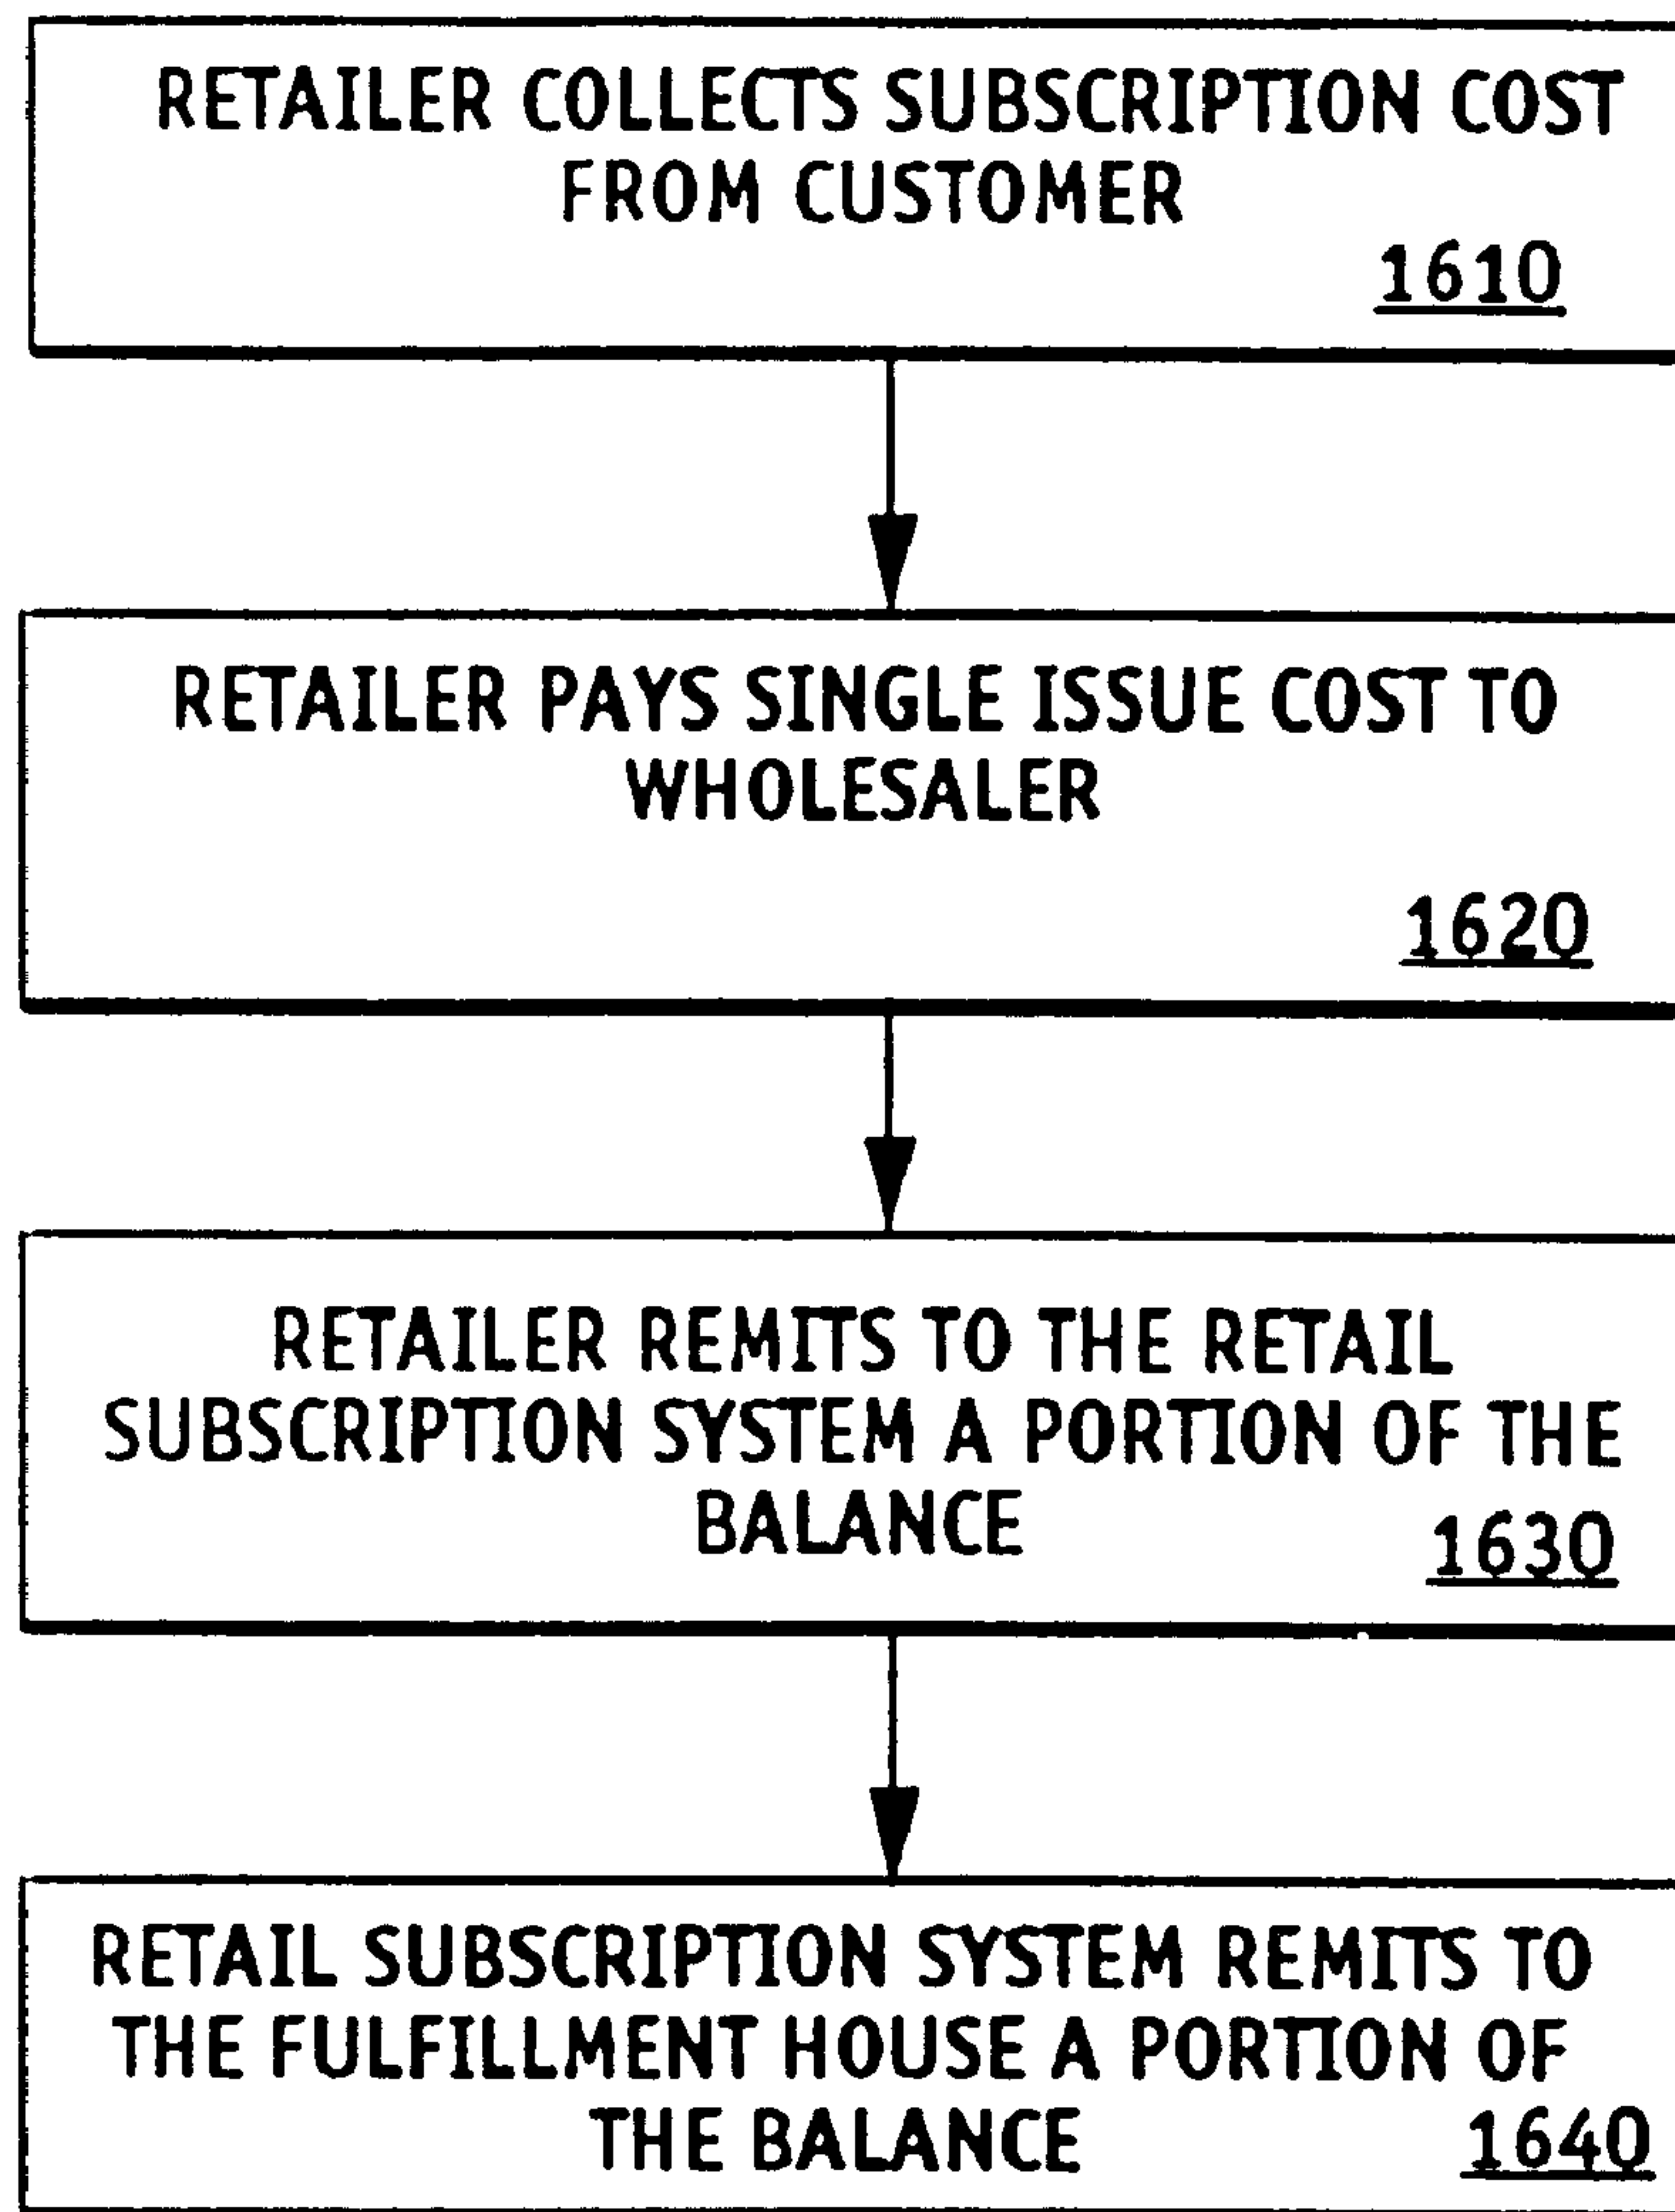 RETAILER COLLECTS SUBSCRIPTION COST
FROM CUSTOMER
1610
RETAILER PAYS SINGLE ISSUE COST TO
WHOLESALER
1620
RETAILER REMITS TO THE RETAIL
SUBSCRIPTION SYSTEM A PORTION OF THE
BALANCE
1630
RETAIL SUBSCRIPTION SYSTEM REMITS TO
THE FULFILLMENT HOUSE A PORTION OF
THE BALANCE
1640